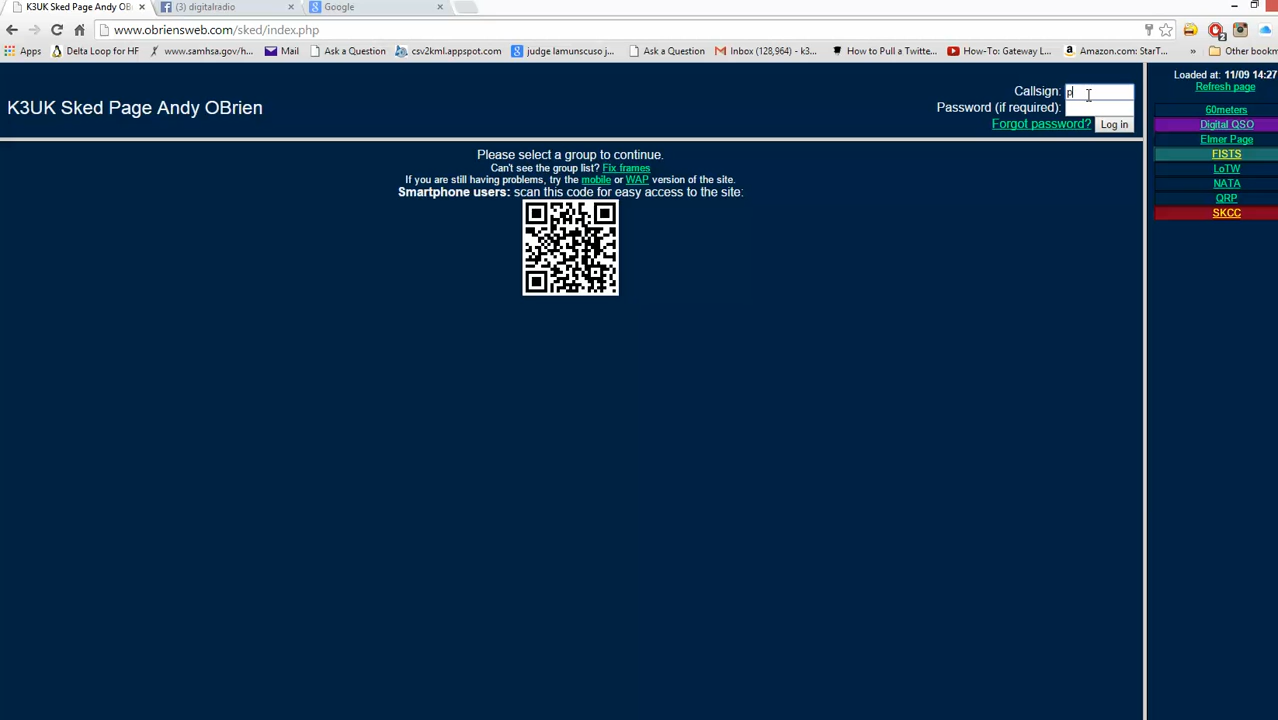 K3UK Sked Page Andy OB
(3) digitalradio
Google
www.obriensweb.com/sked/index.php
Apps
Delta Loop for HF
www.samhsa.gov/h...
Mail
Ask a Question
csv2kml.appspot.com
judge lamunscuso j...
Ask a Question
Inbox (128,964) - k3...
How to Pull a Twitte...
How-To: Gateway L...
Amazon.com: StarT...
»
Other bookm
2
K3UK Sked Page Andy OBrien
Callsign: p
Password (if required):
Forgot password? Log in
Please select a group to continue.
Can't see the group list? Fix frames
If you are still having problems, try the mobile or WAP version of the site.
Smartphone users: scan this code for easy access to the site:
Loaded at: 11/09 14:27
Refresh page
60meters
Digital QSO
Elmer Page
FISTS
LoTW
NATA
QRP
SKCC